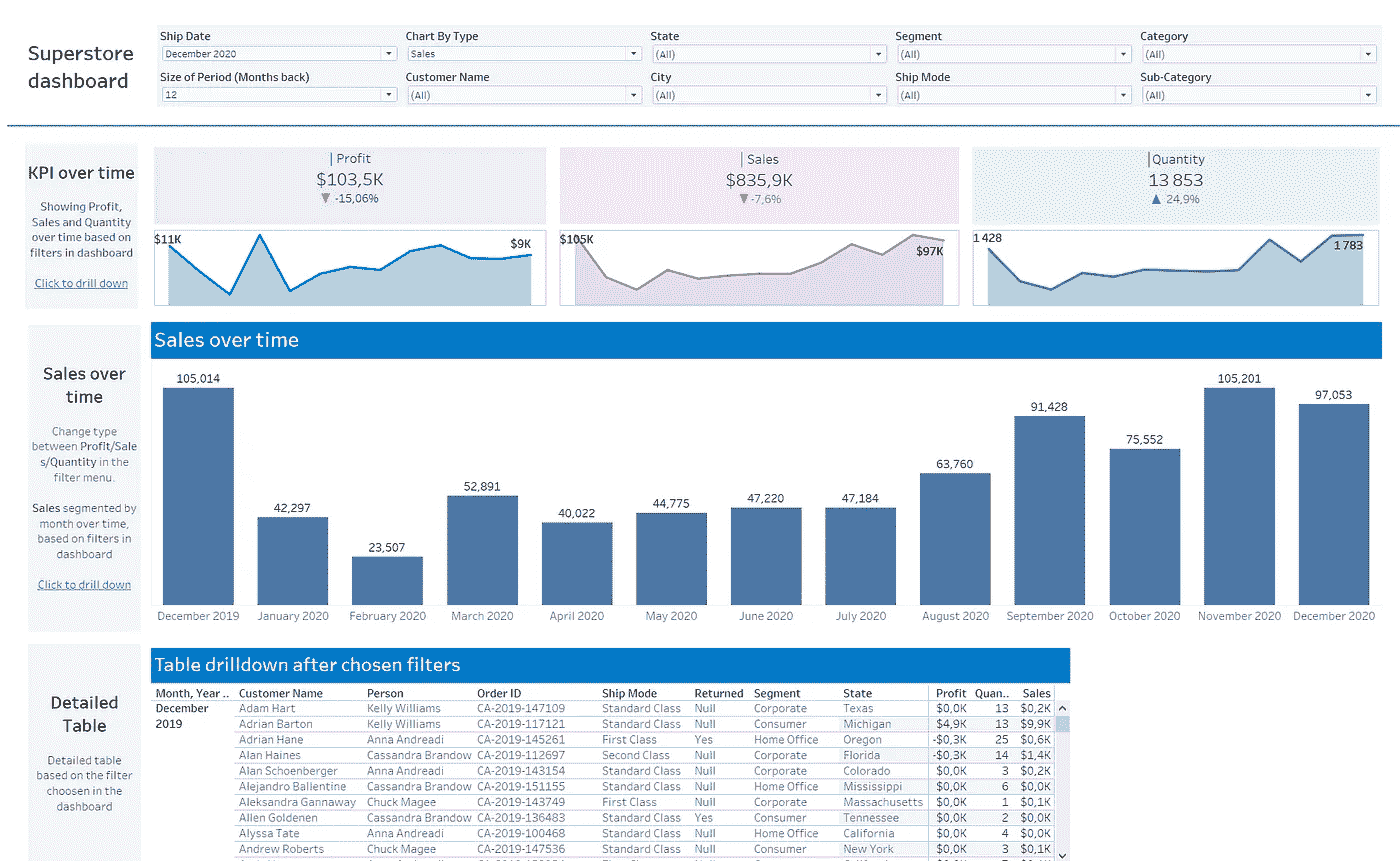 Superstore
dashboard
Ship Date
December 2020
Chart By Type
Sales
State
(All)
Segment
(All)
Category
(All)
Size of Period (Months back)
12
Customer Name
(All)
City
(All)
Ship Mode
(All)
Sub-Category
(All)
KPI over time
Showing Profit,
Sales and Quantity
over time based on
filters in dashboard
Click to drill down
Profit
$103,5K
▼ -15,06%
$11K
$9K
Sales
$835,9K
▼ -7,6%
$105K
$97K
Quantity
13 853
▲ 24,9%
1 428
1 783
Sales over
time
Change type
between Profit/Sale
s/Quantity in the
filter menu.
Sales segmented by
month over time,
based on filters in
dashboard
Click to drill down
Sales over time
105,014
42,297
23,507
52,891
40,022
44,775
47,220
47,184
63,760
91,428
75,552
105,201
97,053
December 2019 January 2020 February 2020 March 2020 April 2020 May 2020 June 2020 July 2020 August 2020 September 2020 October 2020 November 2020 December 2020
Detailed
Table
Detailed table
based on the filter
choosen in the
dashboard
Table drilldown after chosen filters
Month, Year .. Customer Name Person Order ID Ship Mode Returned Segment State Profit Quan.. Sales
December 2019 Adam Hart Kelly Williams CA-2019-147109 Standard Class Null Corporate Texas $0,0K 13 $0,2K
Adrian Barton Kelly Williams CA-2019-117121 Standard Class Null Consumer Michigan $4,9K 13 $9,9K
Adrian Hane Anna Andreadi CA-2019-145261 First Class Yes Home Office Oregon -$0,3K 25 $0,6K
Alan Haines Cassandra Brandow CA-2019-112697 Second Class Null Corporate Florida -$0,3K 14 $1,4K
Alan Schoenberger Anna Andreadi CA-2019-143154 Standard Class Null Corporate Colorado $0,0K 3 $0,2K
Alejandro Ballentine Cassandra Brandow CA-2019-151155 Standard Class Null Home Office Mississippi $0,0K 6 $0,0K
Aleksandra Gannaway Chuck Magee CA-2019-143749 First Class Null Corporate Massachusetts $0,0K 1 $0,1K
Allen Goldenen Cassandra Brandow CA-2019-136483 Standard Class Yes Consumer Tennessee $0,0K 2 $0,0K
Alyssa Tate Anna Andreadi CA-2019-100468 Standard Class Null Home Office California $0,0K 4 $0,0K
Andrew Roberts Chuck Magee CA-2019-147536 Standard Class Null Consumer New York $0,0K 3 $0,1K